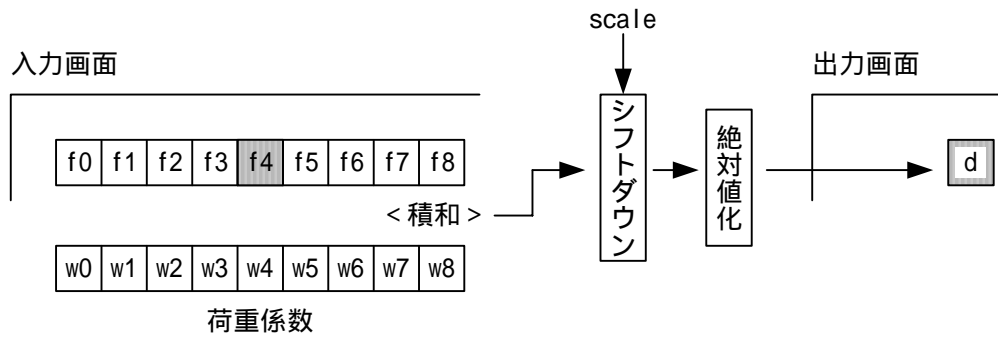 scale
入力画面
出力画面
f0 f1 f2 f3 f4 f5 f6 f7 f8
シフトダウン
絶対値化
d
<積和>
w0 w1 w2 w3 w4 w5 w6 w7 w8
荷重係数